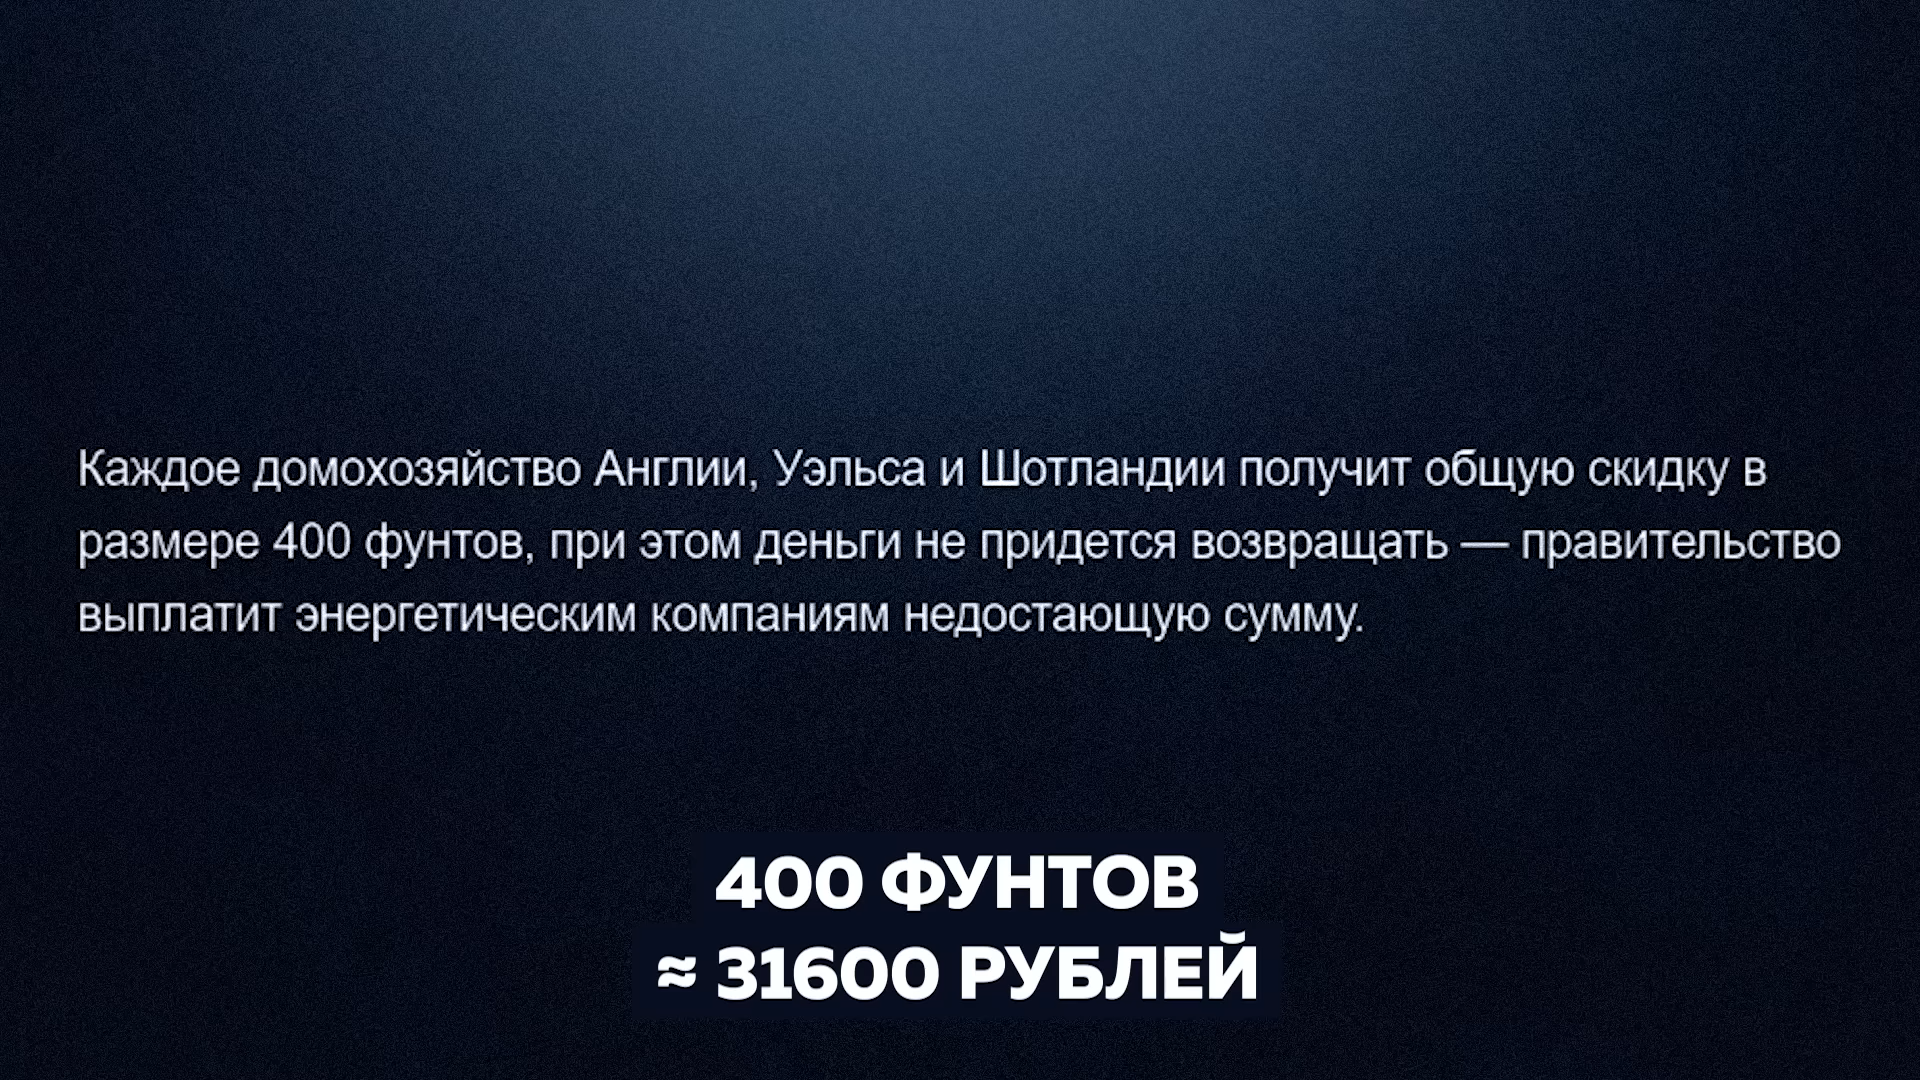 Каждое домохозяйство Англии, Уэльса и Шотландии получит общую скидку в
размере 400 фунтов, при этом деньги не придется возвращать — правительство
выплатит энергетическим компаниям недостающую сумму.
400 ФУНТОВ
≈ 31600 РУБЛЕЙ